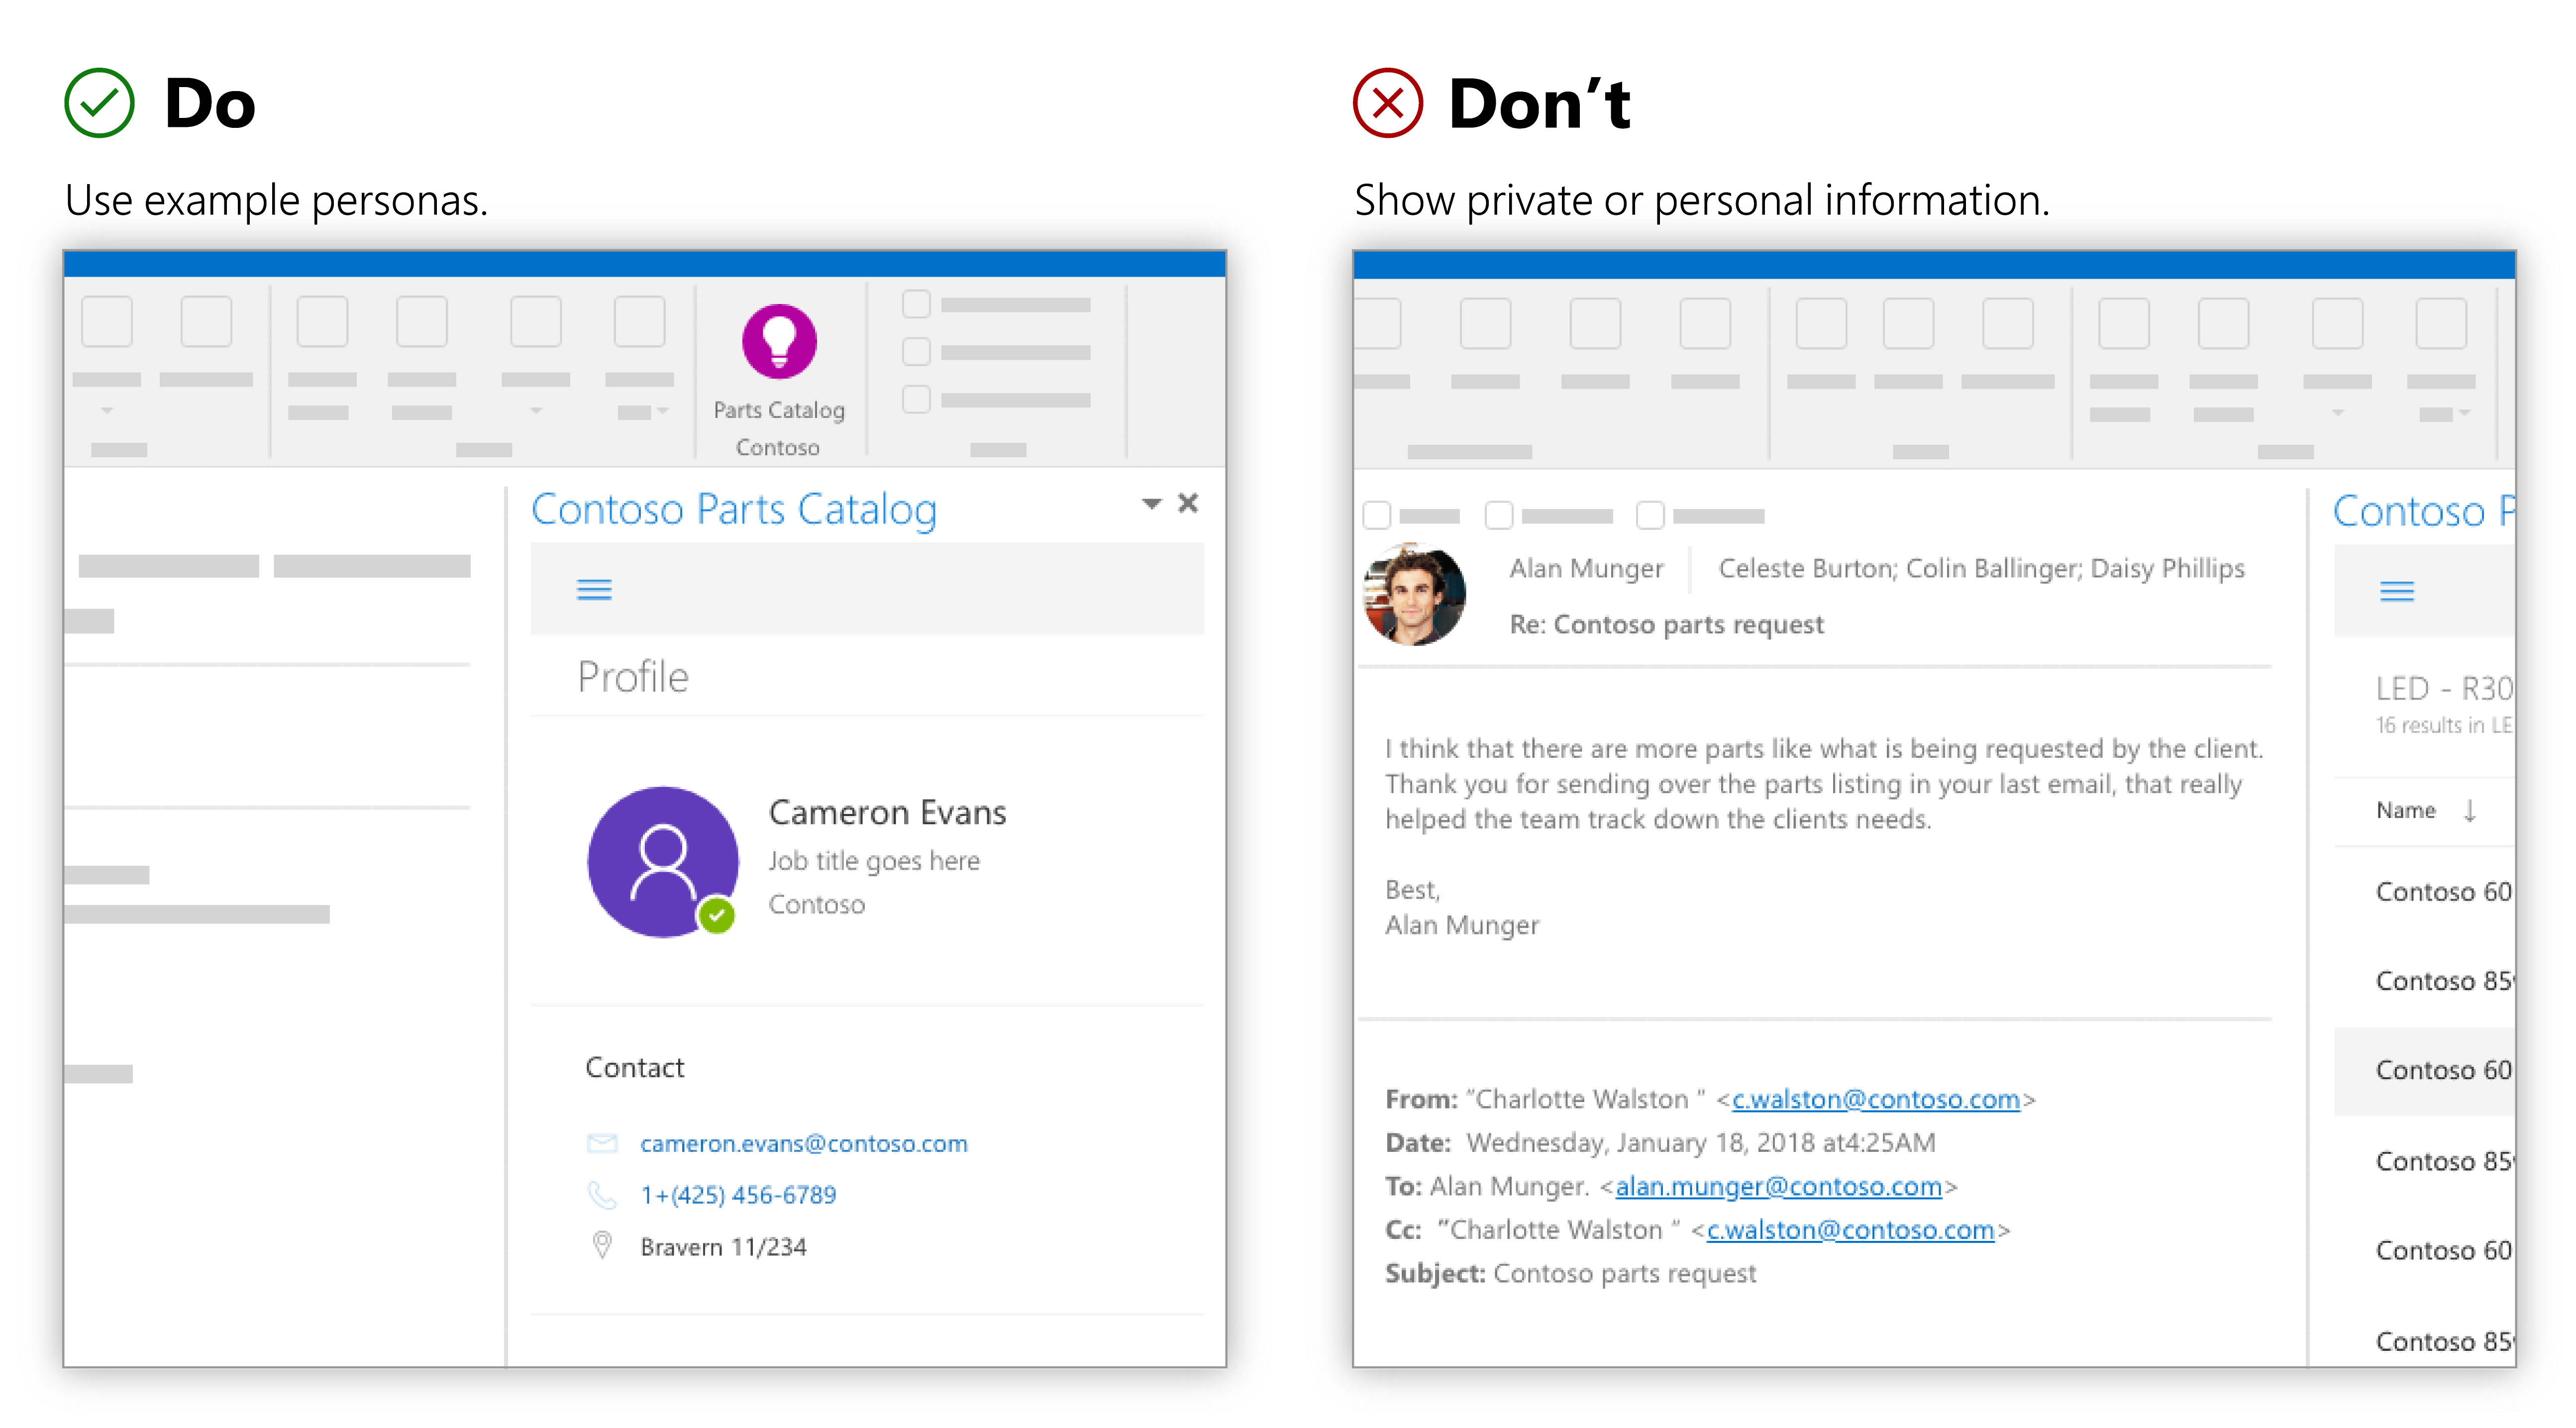 Do
Use example personas.
Parts Catalog
Contoso
Contoso Parts Catalog
Profile
Cameron Evans
Job title goes here
Contoso
Contact
cameron.evans@contoso.com
1+(425) 456-6789
Bravern 11/234
Don’t
Show private or personal information.
Alan Munger
Celeste Burton; Colin Ballinger; Daisy Phillips
Re: Contoso parts request
I think that there are more parts like what is being requested by the client.
Thank you for sending over the parts listing in your last email, that really
helped the team track down the clients needs.
Best,
Alan Munger
From: “Charlotte Walston ” <c.walston@contoso.com>
Date: Wednesday, January 18, 2018 at4:25AM
To: Alan Munger. <alan.munger@contoso.com>
Cc: ”Charlotte Walston “ <c.walston@contoso.com>
Subject: Contoso parts request
Contoso P
LED - R30
16 results in LE
Name
Contoso 60
Contoso 85
Contoso 60
Contoso 85
Contoso 60
Contoso 85